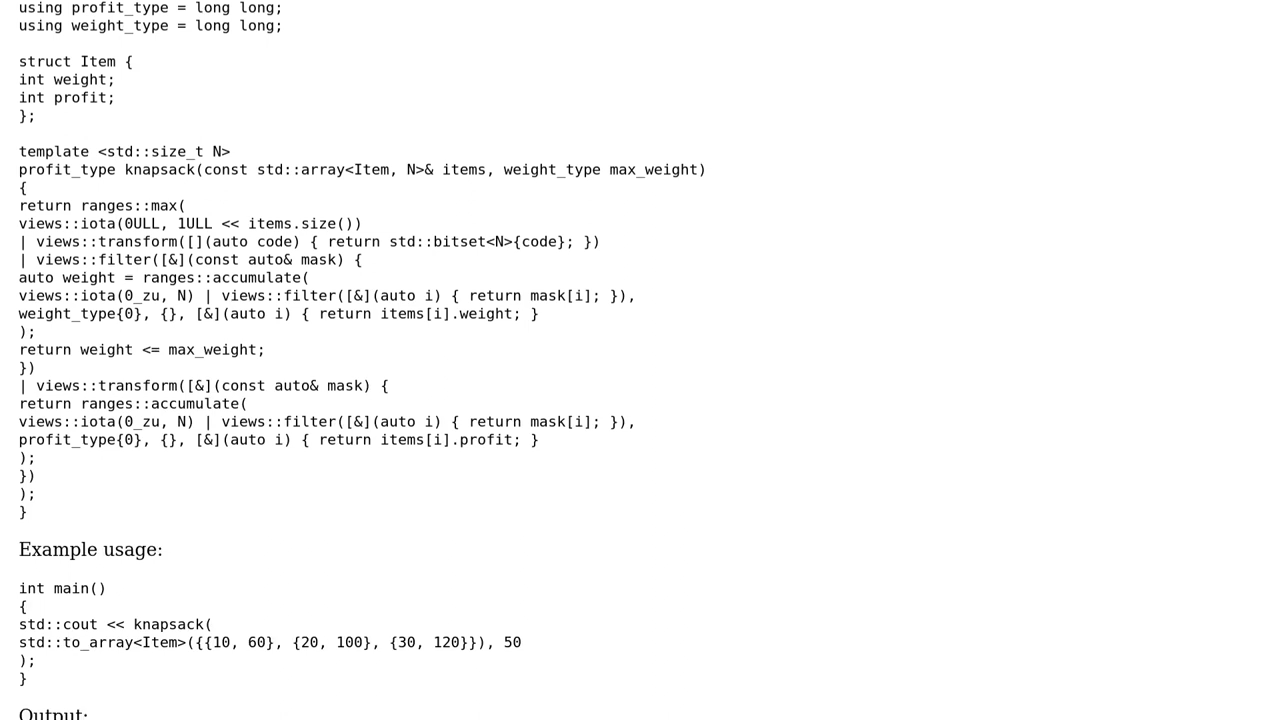 using profit_type = long long;
using weight_type = long long;
struct Item {
int weight;
int profit;
};
template <std::size_t N>
profit_type knapsack(const std::array<Item, N>& items, weight_type max_weight)
{
return ranges::max(
views::iota(0ULL, 1ULL << items.size())
| views::transform([](auto code) { return std::bitset<N>{code}; })
| views::filter([&](const auto& mask) {
auto weight = ranges::accumulate(
views::iota(0_zu, N) | views::filter([&](auto i) { return mask[i]; }),
weight_type{0}, {}, [&](auto i) { return items[i].weight; }
);
return weight <= max_weight;
})
| views::transform([&](const auto& mask) {
return ranges::accumulate(
views::iota(0_zu, N) | views::filter([&](auto i) { return mask[i]; }),
profit_type{0}, {}, [&](auto i) { return items[i].profit; }
);
})
);
}
Example usage:
int main()
{
std::cout << knapsack(
std::to_array<Item>({{10, 60}, {20, 100}, {30, 120}}), 50
);
}
Output: